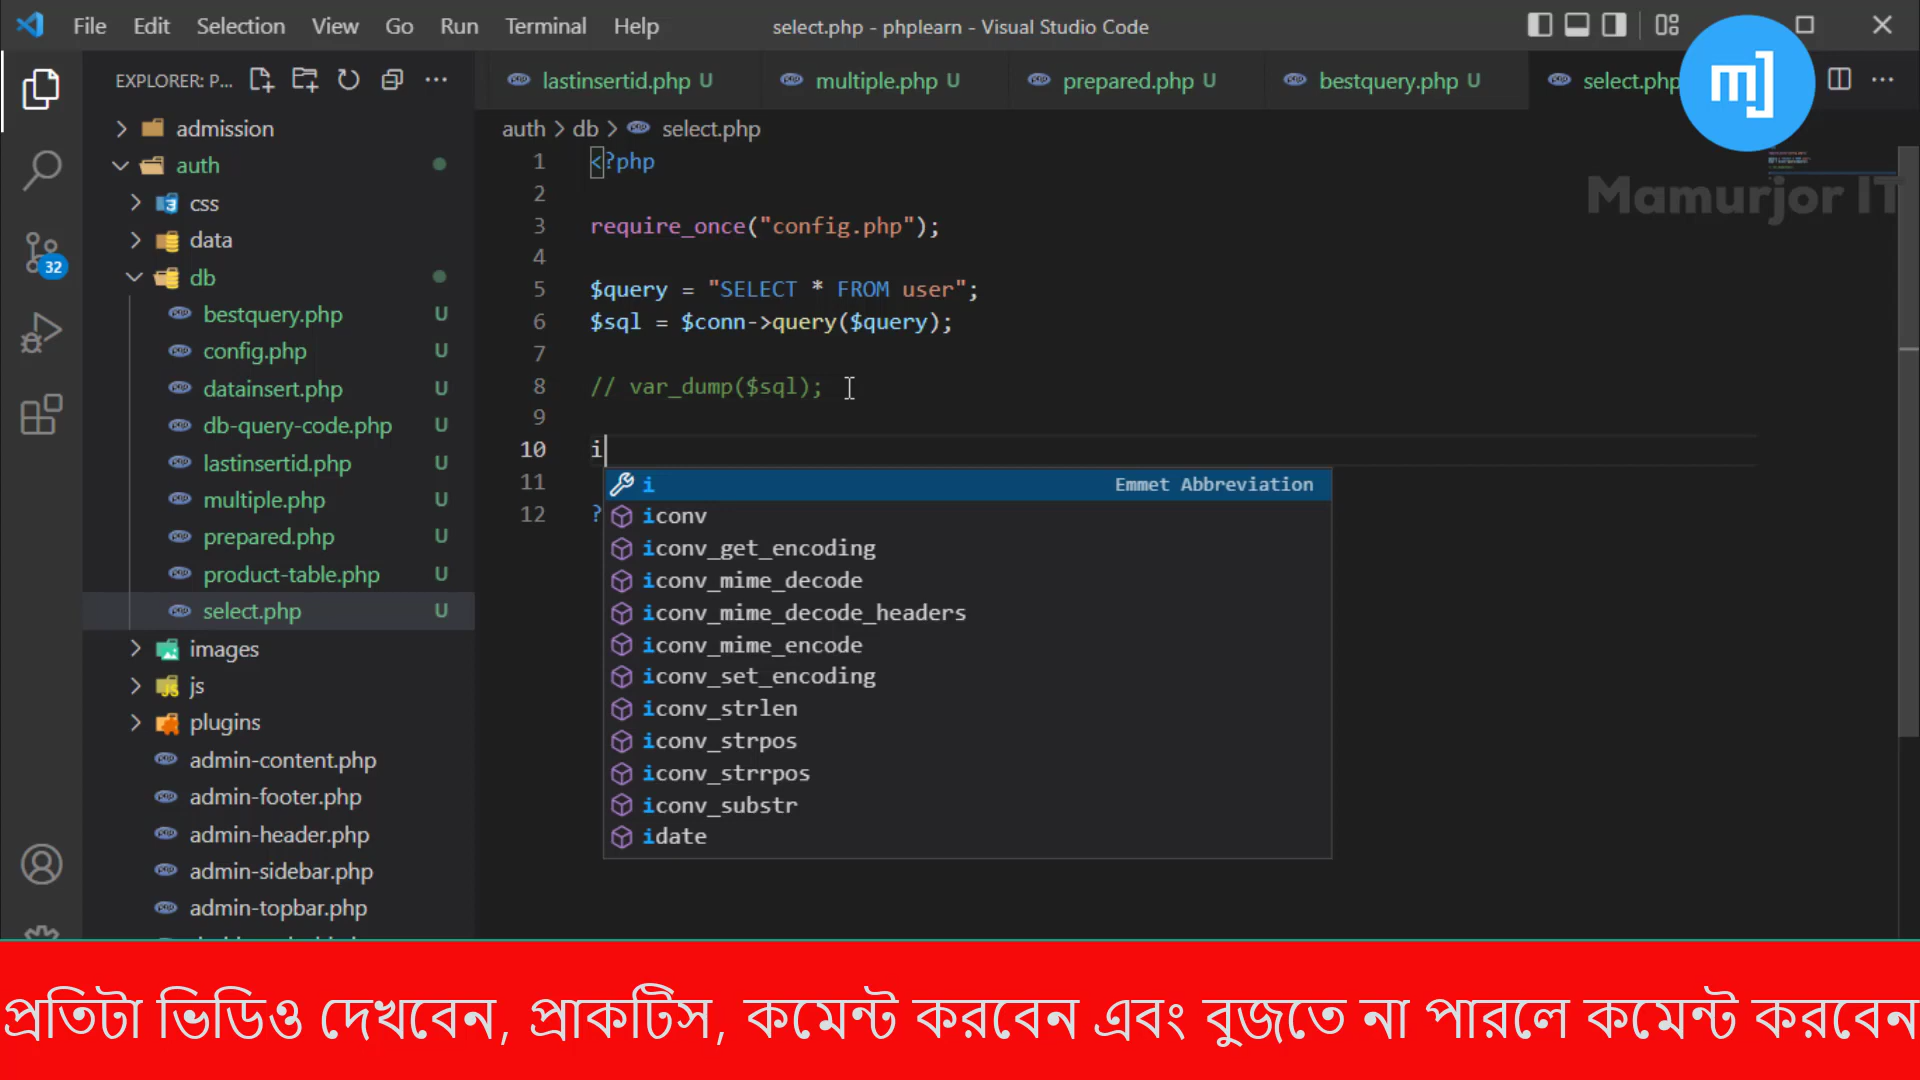 File Edit Selection View Go Run Terminal Help
select.php - phplearn - Visual Studio Code
mj
Mamurjor IT
EXPLORER: P...
lastinsertid.php U
multiple.php U
prepared.php U
bestquery.php U
select.php
auth > db > select.php
32
admission
auth
css
data
db
bestquery.php U
config.php U
datainsert.php U
db-query-code.php U
lastinsertid.php U
multiple.php U
prepared.php U
product-table.php U
select.php U
images
js
plugins
admin-content.php
admin-footer.php
admin-header.php
admin-sidebar.php
admin-topbar.php
1 <?php
2
3 require_once("config.php");
4
5 $query = "SELECT * FROM user";
6 $sql = $conn->query($query);
7
8 // var_dump($sql);
9
10 i
11
12 ?
i Emmet Abbreviation
iconv
iconv_get_encoding
iconv_mime_decode
iconv_mime_decode_headers
iconv_mime_encode
iconv_set_encoding
iconv_strlen
iconv_strpos
iconv_strrpos
iconv_substr
idate
প্রতিটা ভিডিও দেখবেন, প্রাকটিস, কমেন্ট করবেন এবং বুজতে না পারলে কমেন্ট করবেন